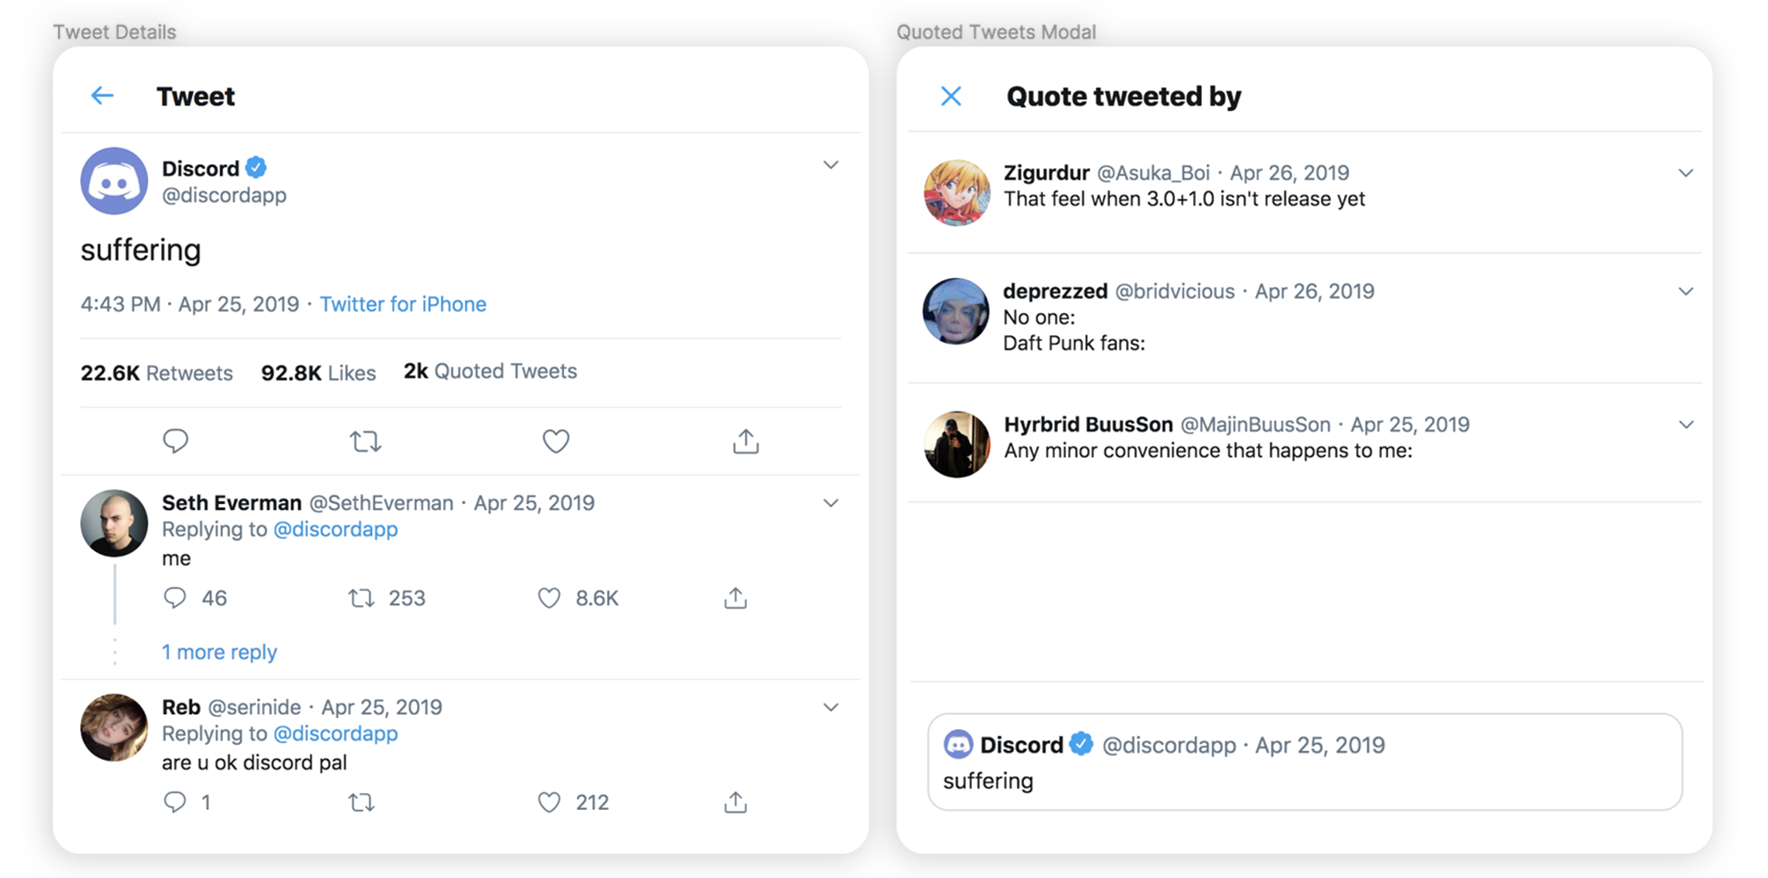 Tweet Details
Tweet
Discord
@discordapp
suffering
4:43 PM · Apr 25, 2019 · Twitter for iPhone
22.6K Retweets 92.8K Likes 2k Quoted Tweets
Seth Everman @SethEverman · Apr 25, 2019
Replying to @discordapp
me
46 253 8.6K
1 more reply
Reb @serinide · Apr 25, 2019
Replying to @discordapp
are u ok discord pal
1 212
Quoted Tweets Modal
Quote tweeted by
Zigurdur @Asuka_Boi · Apr 26, 2019
That feel when 3.0+1.0 isn't release yet
deprezzed @bridvicious · Apr 26, 2019
No one:
Daft Punk fans:
Hyrbrid BuusSon @MajinBuusSon · Apr 25, 2019
Any minor convenience that happens to me:
Discord @discordapp · Apr 25, 2019
suffering